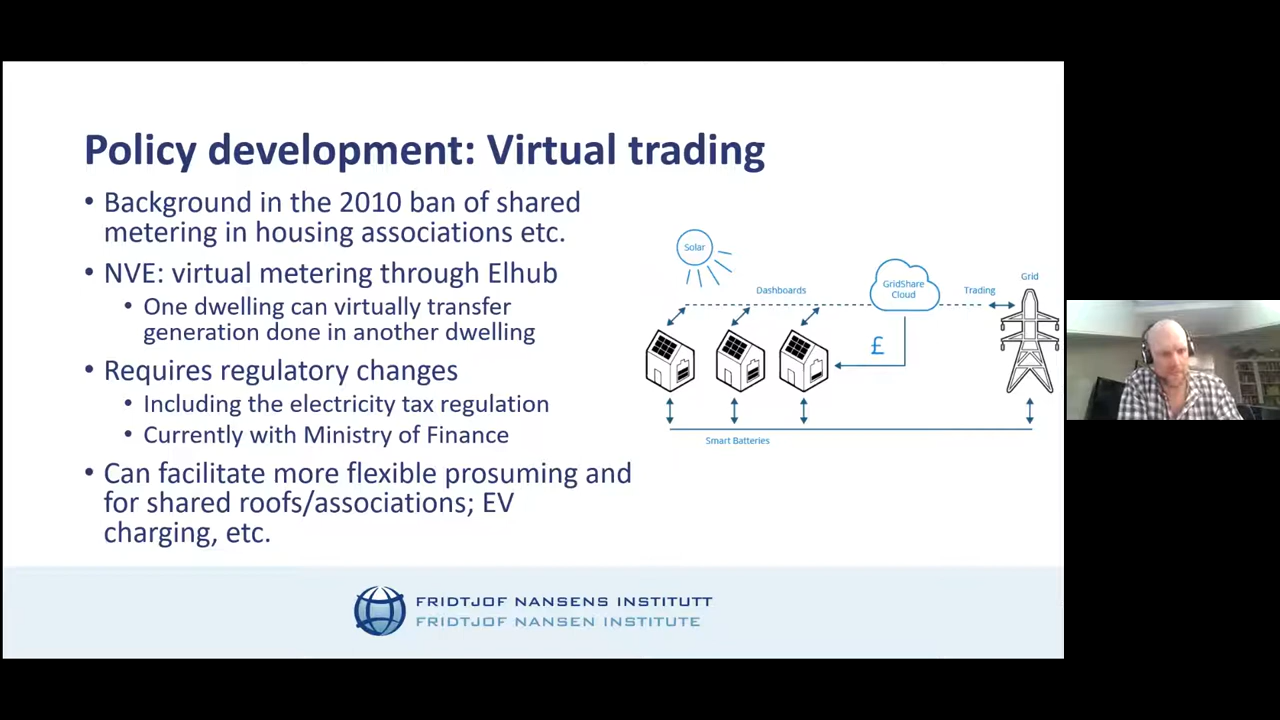 Policy development: Virtual trading
• Background in the 2010 ban of shared
metering in housing associations etc.
• NVE: virtual metering through Elhub
• One dwelling can virtually transfer
generation done in another dwelling
• Requires regulatory changes
• Including the electricity tax regulation
• Currently with Ministry of Finance
• Can facilitate more flexible prosuming and
for shared roofs/associations; EV
charging, etc.
Solar
Dashboards
GridShare
Cloud
Trading
Grid
£
Smart Batteries
FRIDTJOF NANSENS INSTITUTT
FRIDTJOF NANSEN INSTITUTE